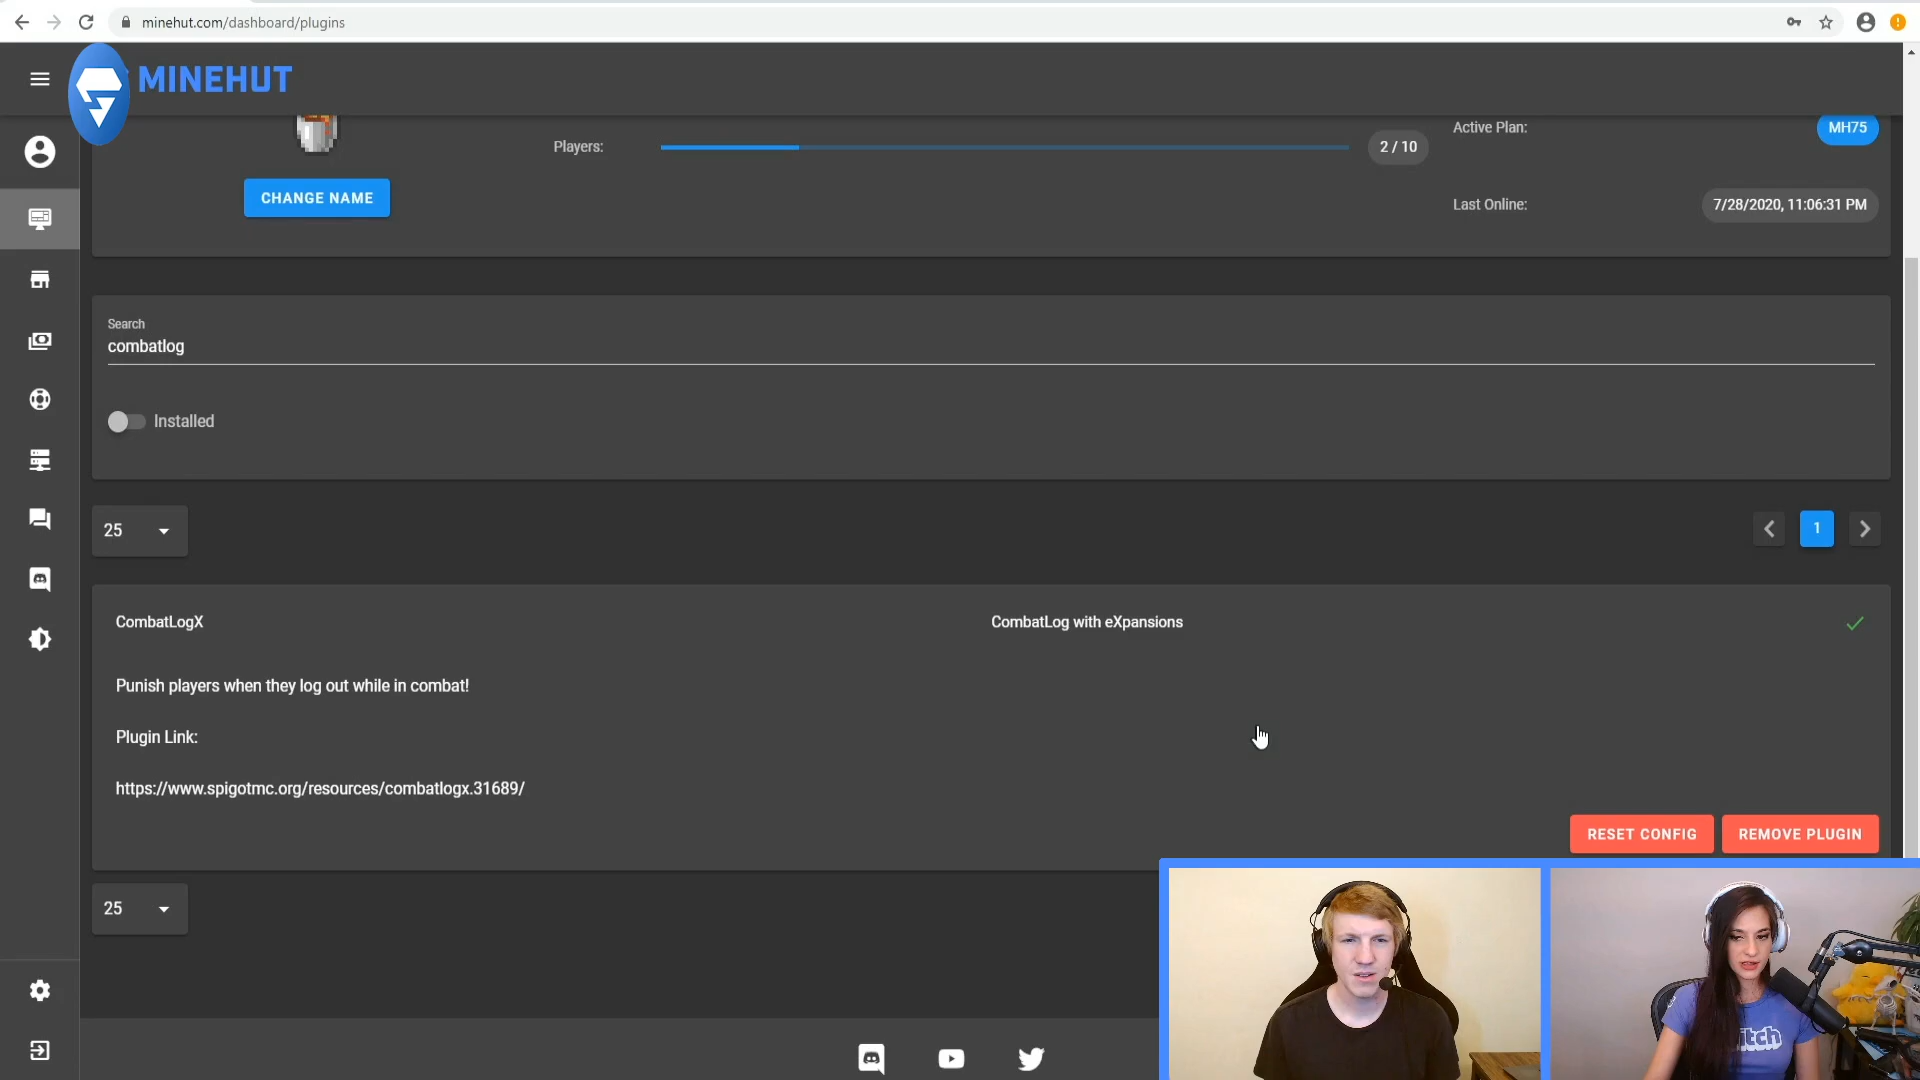 minehut.com/dashboard/plugins
MINEHUT
Players:
2 / 10
Active Plan:
MH75
CHANGE NAME
Last Online:
7/28/2020, 11:06:31 PM
Search
combatlog
Installed
25
1
CombatLogX
CombatLog with eXpansions
Punish players when they log out while in combat!
Plugin Link:
https://www.spigotmc.org/resources/combatlogx.31689/
RESET CONFIG
REMOVE PLUGIN
25
itch